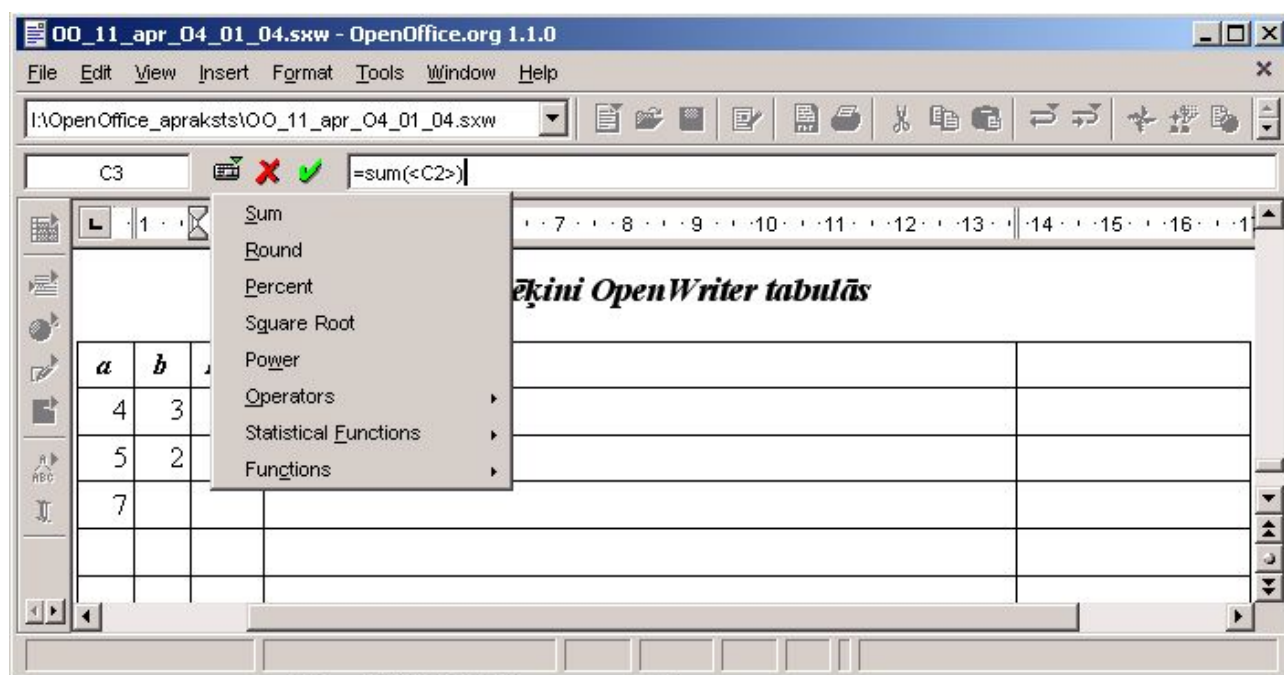 OO_11_apr_O4_01_04.sxw - OpenOffice.org 1.1.0
File Edit View Insert Format Tools Window Help
I:\OpenOffice_apraksts\OO_11_apr_O4_01_04.sxw
C3 =sum(<C2>)
1 7 8 9 10 11 12 13 14 15 16 17
Sum
Round
Percent
Square Root
Power
Operators
Statistical Functions
Functions
ēķini OpenWriter tabulās
a b
4 3
5 2
7